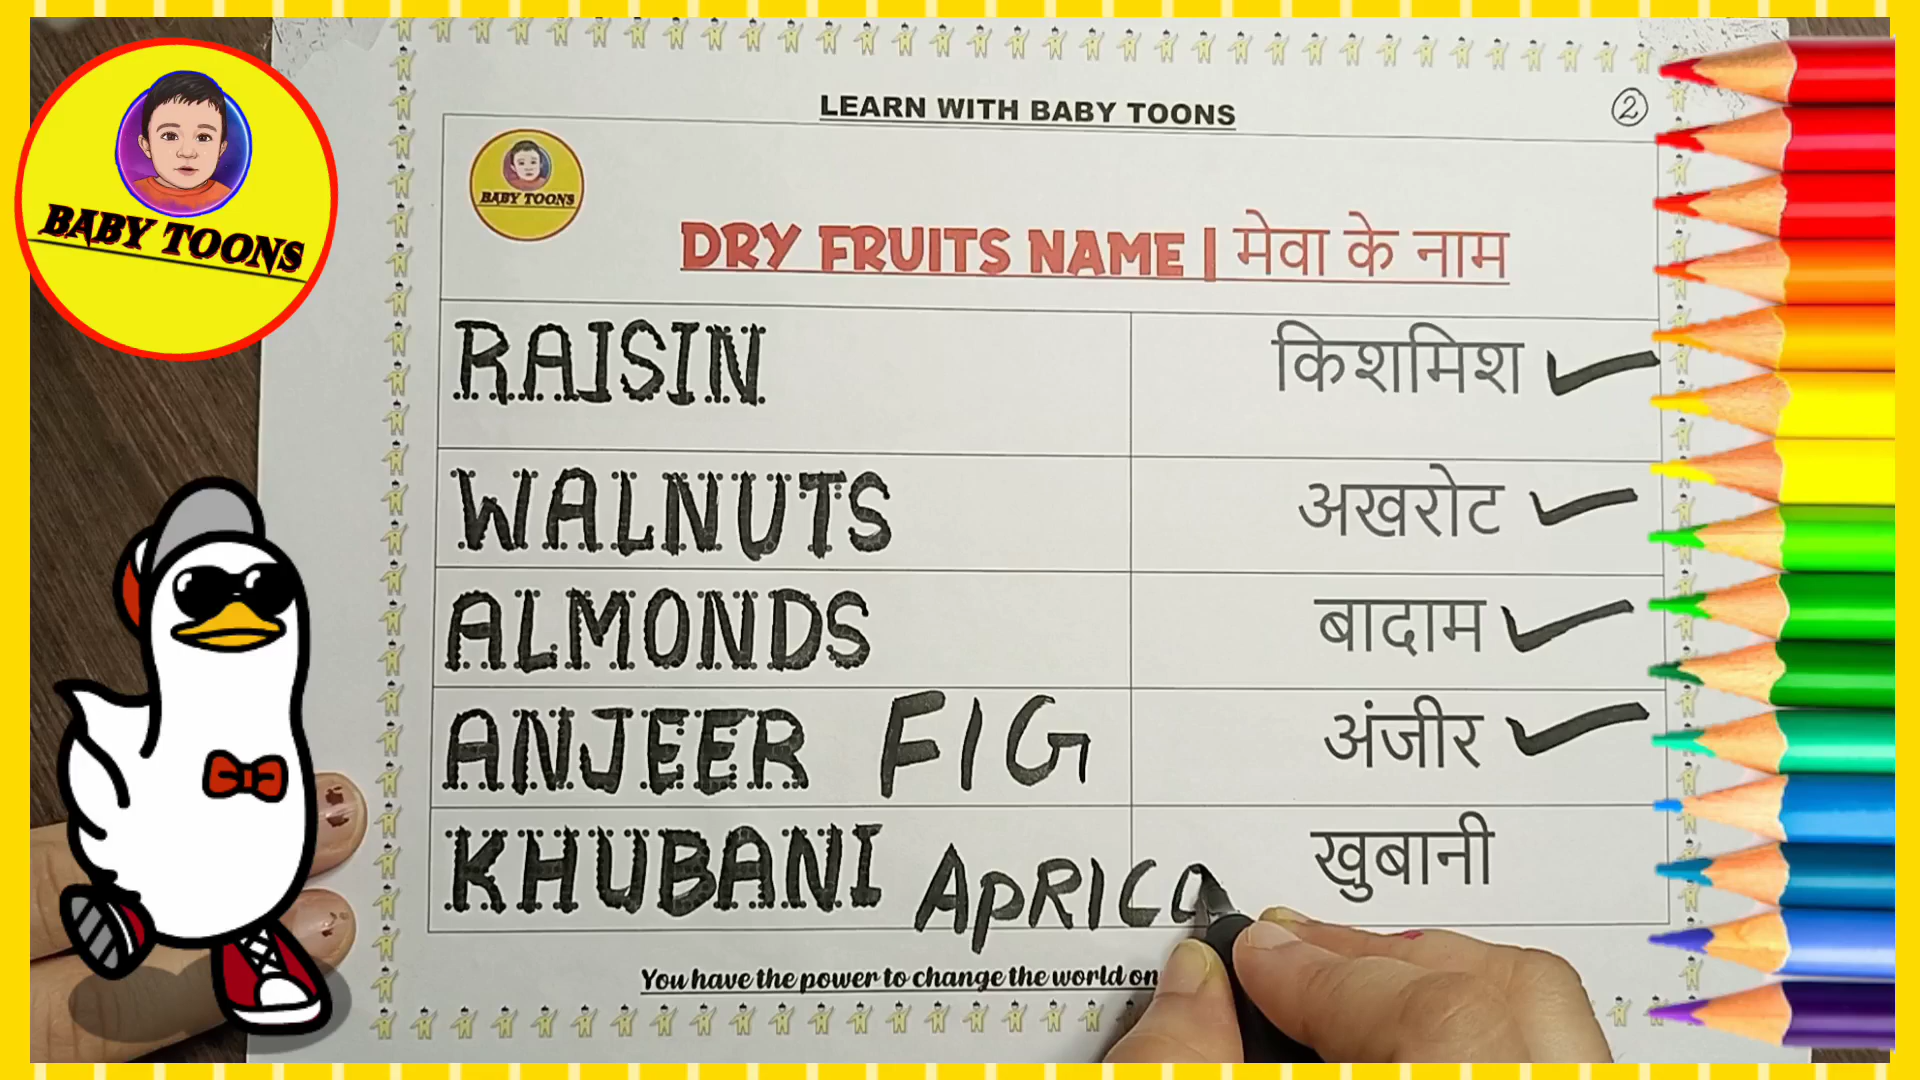 LEARN WITH BABY TOONS
2
BABY TOONS
BABY TOONS
DRY FRUITS NAME | मेवा के नाम
RAISIN किशमिश
WALNUTS अखरोट
ALMONDS बादाम
ANJEER FIG अंजीर
KHUBANI APRICO खुबानी
You have the power to change the world on